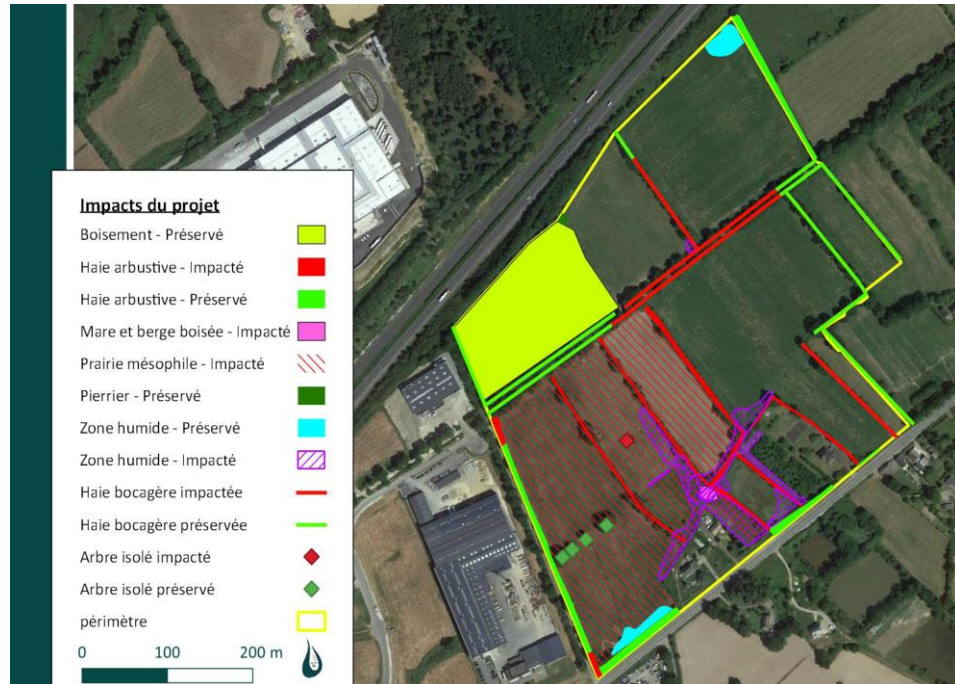 Impacts du projet
Boisement - Préservé
Haie arbustive - Impacté
Haie arbustive - Préservé
Mare et berge boisée - Impacté
Prairie mésophile - Impacté
Pierrier - Préservé
Zone humide - Préservé
Zone humide - Impacté
Haie bocagère impactée
Haie bocagère préservée
Arbre isolé impacté
Arbre isolé préservé
périmètre
0 100 200 m